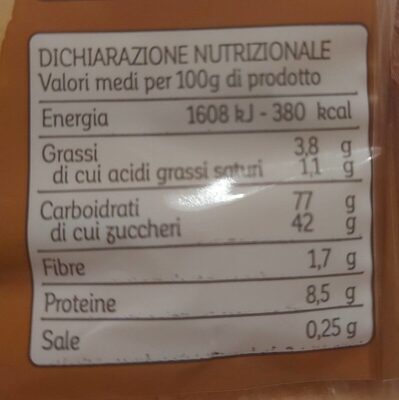 DICHIARAZIONE NUTRIZIONALE
Valori medi per 100g di prodotto
Energia 1608 kJ - 380 kcal
Grassi 3,8 g
di cui acidi grassi saturi 1,1 g
Carboidrati 77 g
di cui zuccheri 42 g
Fibre 1,7 g
Proteine 8,5 g
Sale 0,25 g